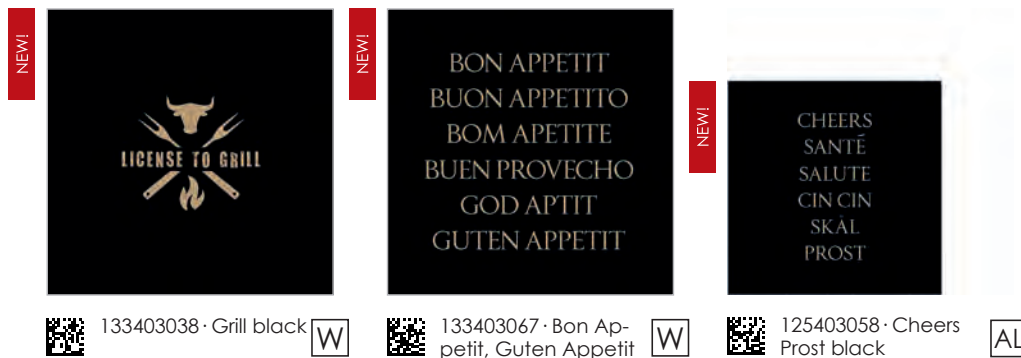 NEW!
LICENSE TO GRILL
133403038 · Grill black
W
NEW!
BON APPETIT
BUON APPETITO
BOM APETITE
BUEN PROVECHO
GOD APTIT
GUTEN APPETIT
133403067 · Bon Ap-
petit, Guten Appetit
W
NEW!
CHEERS
SANTÉ
SALUTE
CIN CIN
SKÅL
PROST
125403058 · Cheers
Prost black
AL